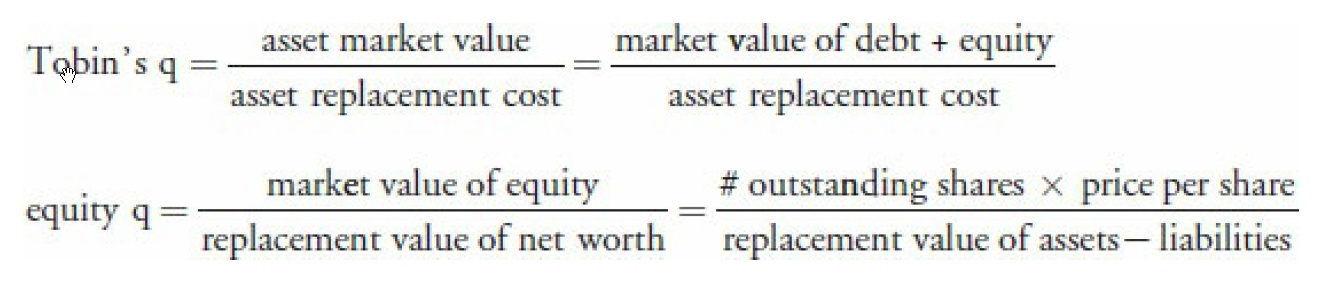 Tobin's q = asset market value / asset replacement cost = market value of debt + equity / asset replacement cost
equity q = market value of equity / replacement value of net worth = # outstanding shares × price per share / replacement value of assets – liabilities